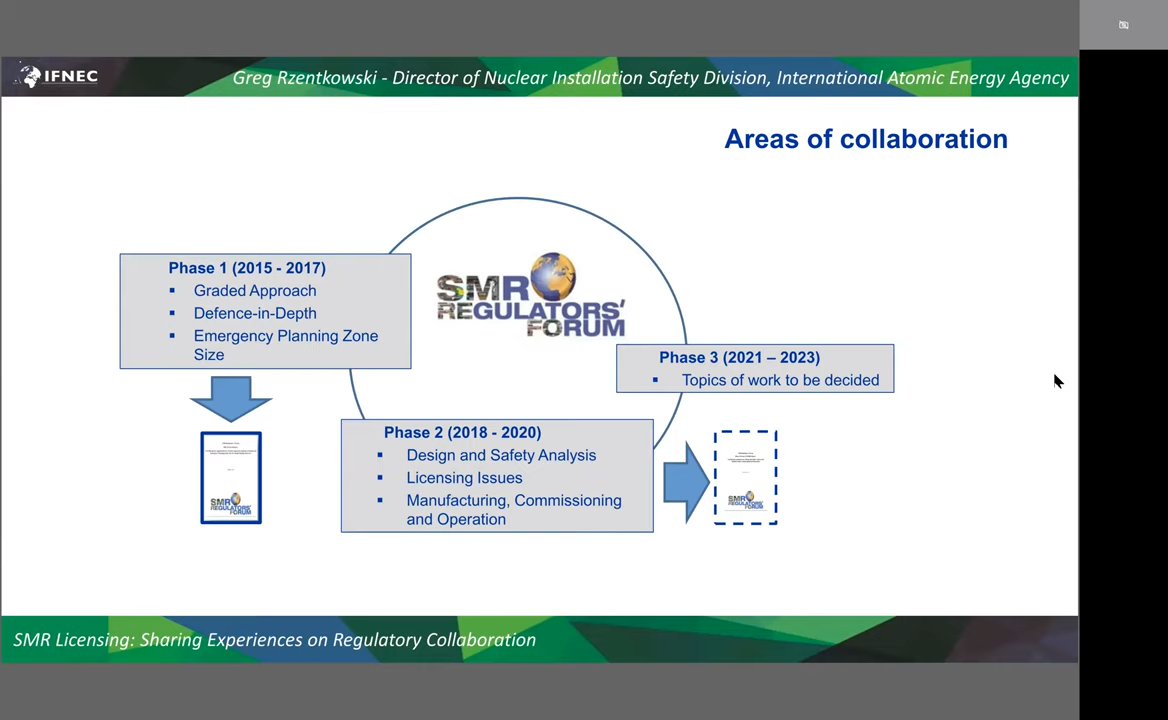 IFNEC
Greg Rzentkowski - Director of Nuclear Installation Safety Division, International Atomic Energy Agency
Areas of collaboration
SMR
REGULATORS'
FORUM
Phase 1 (2015 - 2017)
▪ Graded Approach
▪ Defence-in-Depth
▪ Emergency Planning Zone
Size
Phase 3 (2021 – 2023)
▪ Topics of work to be decided
Phase 2 (2018 - 2020)
▪ Design and Safety Analysis
▪ Licensing Issues
▪ Manufacturing, Commissioning
and Operation
SMR
REGULATORS'
FORUM
SMR
REGULATORS'
FORUM
SMR Licensing: Sharing Experiences on Regulatory Collaboration